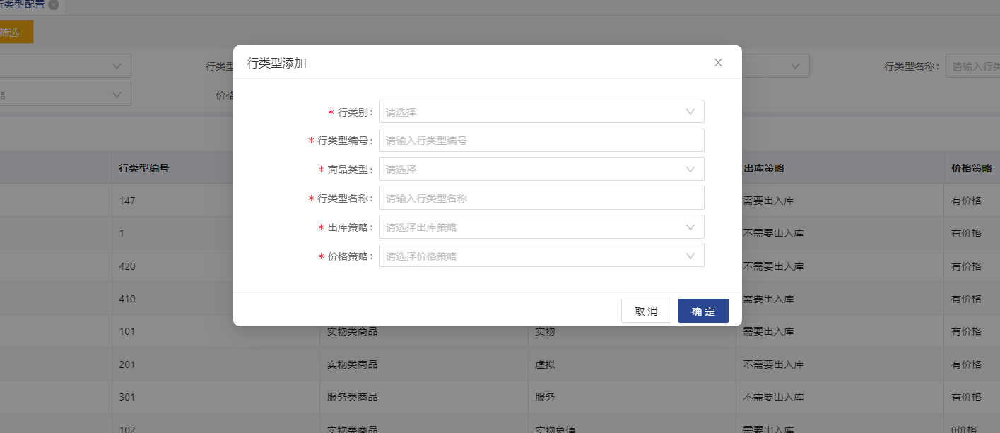 行类型配置
筛选
行类型
行类型名称：
请输入行类
略
价格
行类型添加
* 行类别：
请选择
* 行类型编号：
请输入行类型编号
* 商品类型：
请选择
* 行类型名称：
请输入行类型名称
* 出库策略：
请选择出库策略
* 价格策略：
请选择价格策略
取 消
确 定
行类型编号
出库策略
价格策略
147
需要出入库
有价格
1
不需要出入库
有价格
420
不需要出入库
有价格
410
需要出入库
有价格
101
实物类商品
实物
需要出入库
有价格
201
实物类商品
虚拟
不需要出入库
有价格
301
服务类商品
服务
不需要出入库
有价格
102
实物类商品
实物免值
需要出入库
0价格